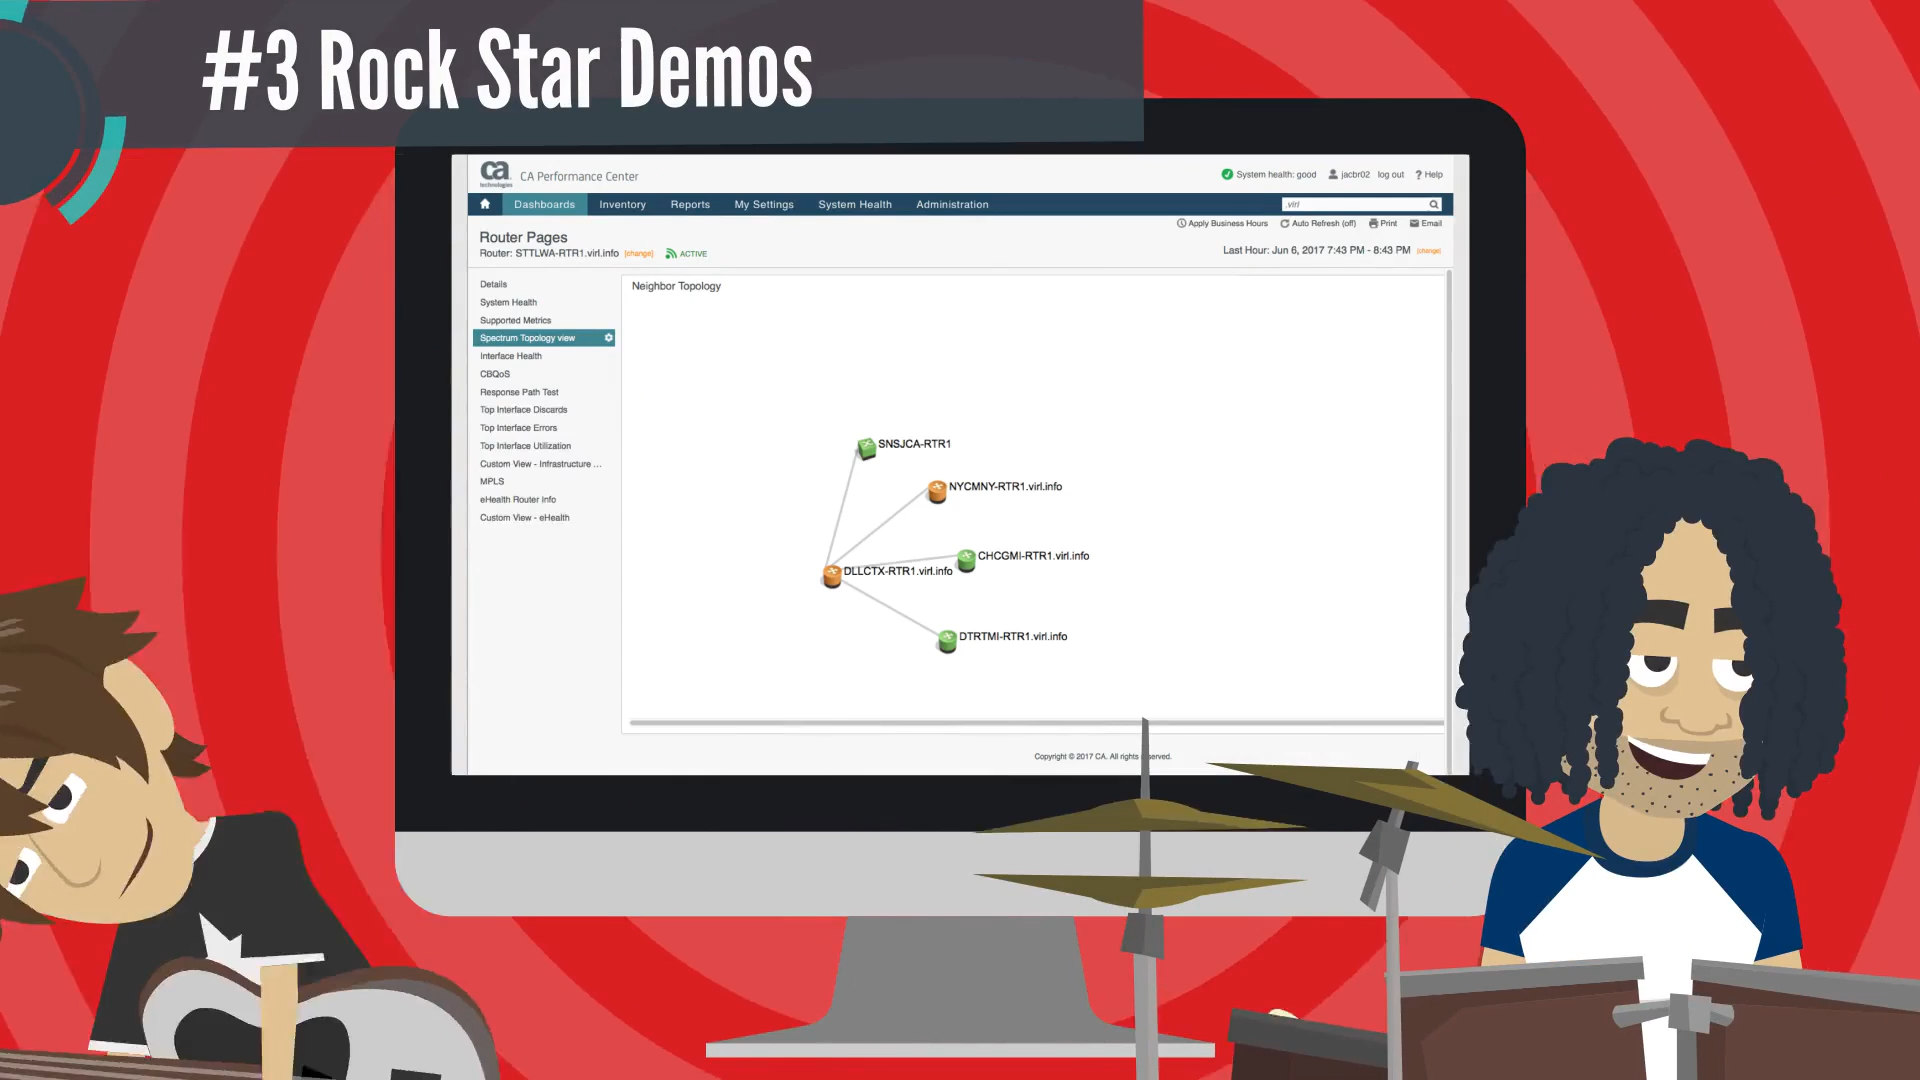 #3 Rock Star Demos
ca
technologies
CA Performance Center
System health: good
jacbr02
log out
? Help
Dashboards
Inventory
Reports
My Settings
System Health
Administration
.virl
Apply Business Hours
Auto Refresh (off)
Print
Email
Router Pages
Router: STTLWA-RTR1.virl.info
[change]
ACTIVE
Last Hour: Jun 6, 2017 7:43 PM - 8:43 PM
[change]
Details
System Health
Supported Metrics
Spectrum Topology view
Interface Health
CBQoS
Response Path Test
Top Interface Discards
Top Interface Errors
Top Interface Utilization
Custom View - Infrastructure ...
MPLS
eHealth Router Info
Custom View - eHealth
Neighbor Topology
SNSJCA-RTR1
NYCMNY-RTR1.virl.info
CHCGMI-RTR1.virl.info
DLLCTX-RTR1.virl.info
DTRTMI-RTR1.virl.info
Copyright © 2017 CA. All rights